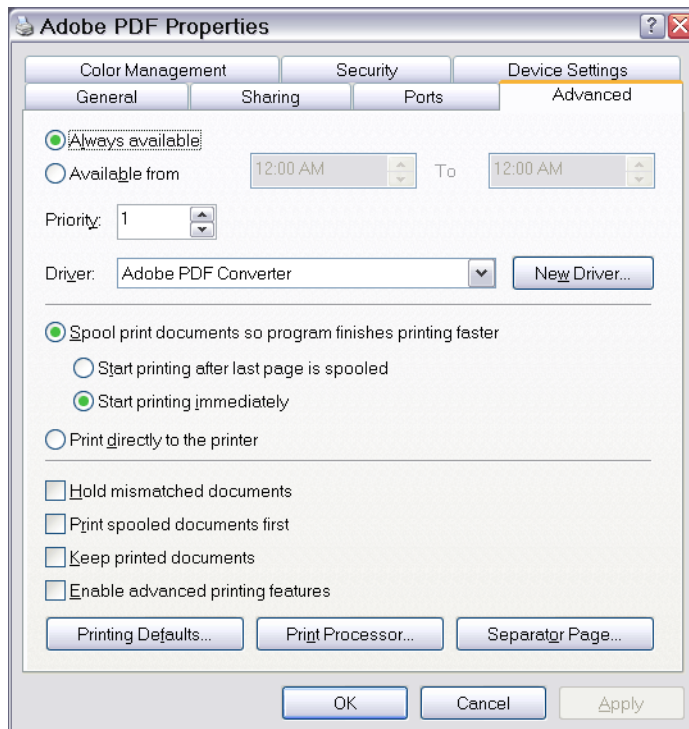 Adobe PDF Properties
Color Management Security Device Settings
General Sharing Ports Advanced
Always available
Available from 12:00 AM To 12:00 AM
Priority: 1
Driver: Adobe PDF Converter New Driver...
Spool print documents so program finishes printing faster
Start printing after last page is spooled
Start printing immediately
Print directly to the printer
Hold mismatched documents
Print spooled documents first
Keep printed documents
Enable advanced printing features
Printing Defaults... Print Processor... Separator Page...
OK Cancel Apply